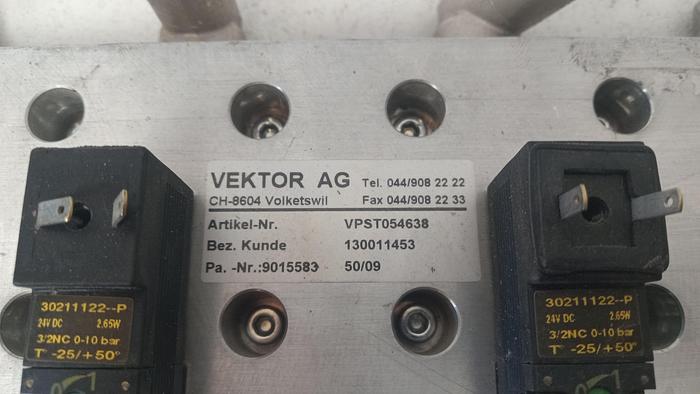 VEKTOR AG Tel. 044/908 22 22
CH-8604 Volketswil Fax 044/908 22 33
Artikel-Nr. VPST054638
Bez. Kunde 130011453
Pa. -Nr.:9015583 50/09
30211122--P
24V DC 2.65W
3/2NC 0-10 bar
T° -25/+50°
30211122--P
24V DC 2.65W
3/2NC 0-10 bar
T° -25/+50°